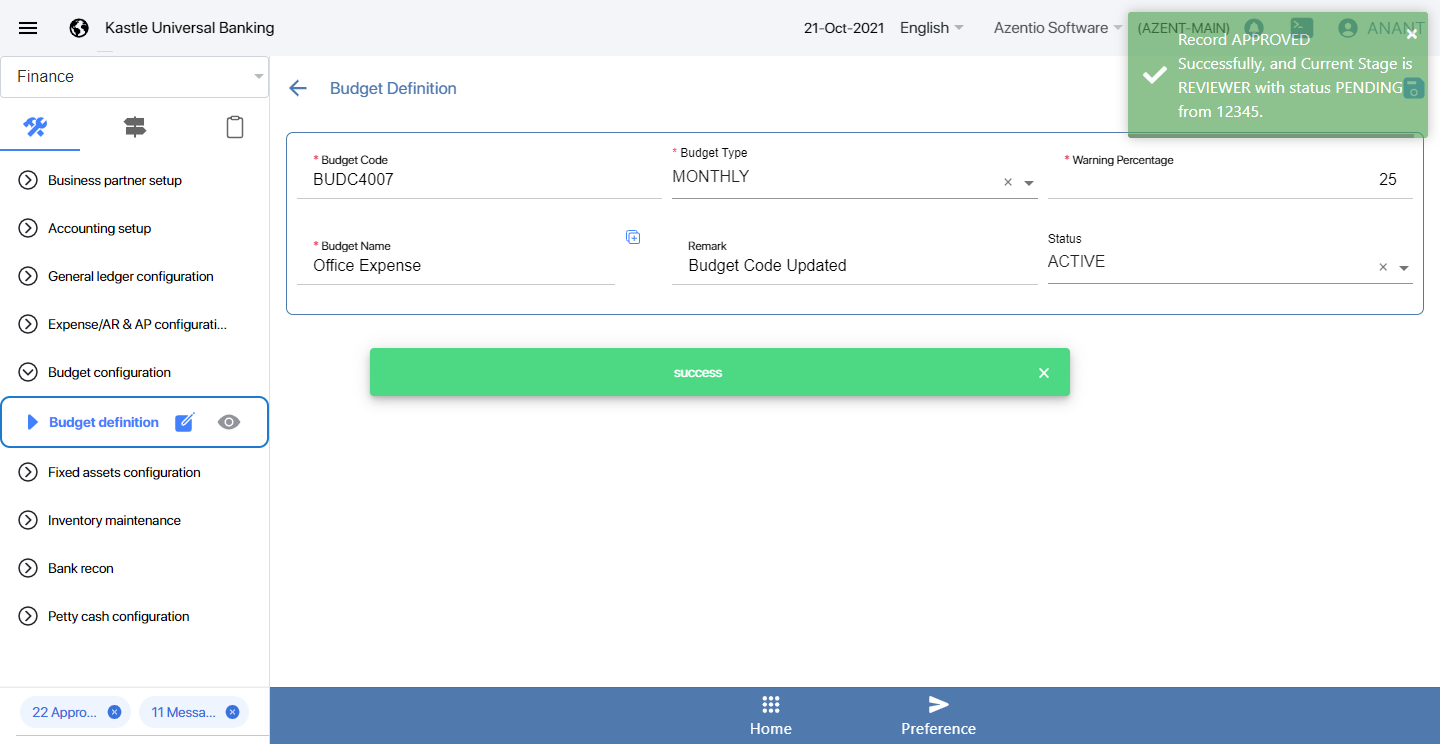 Kastle Universal Banking
21-Oct-2021
English
Azentio Software
(AZENT-MAIN)
ANANT
Record APPROVED
Successfully, and Current Stage is
REVIEWER with status PENDING
from 12345.
Finance
Budget Definition
* Budget Code
BUDC4007
* Budget Type
MONTHLY
* Warning Percentage
25
* Budget Name
Office Expense
Remark
Budget Code Updated
Status
ACTIVE
success
Business partner setup
Accounting setup
General ledger configuration
Expense/AR & AP configurati...
Budget configuration
Budget definition
Fixed assets configuration
Inventory maintenance
Bank recon
Petty cash configuration
22 Appro...
11 Messa...
Home
Preference